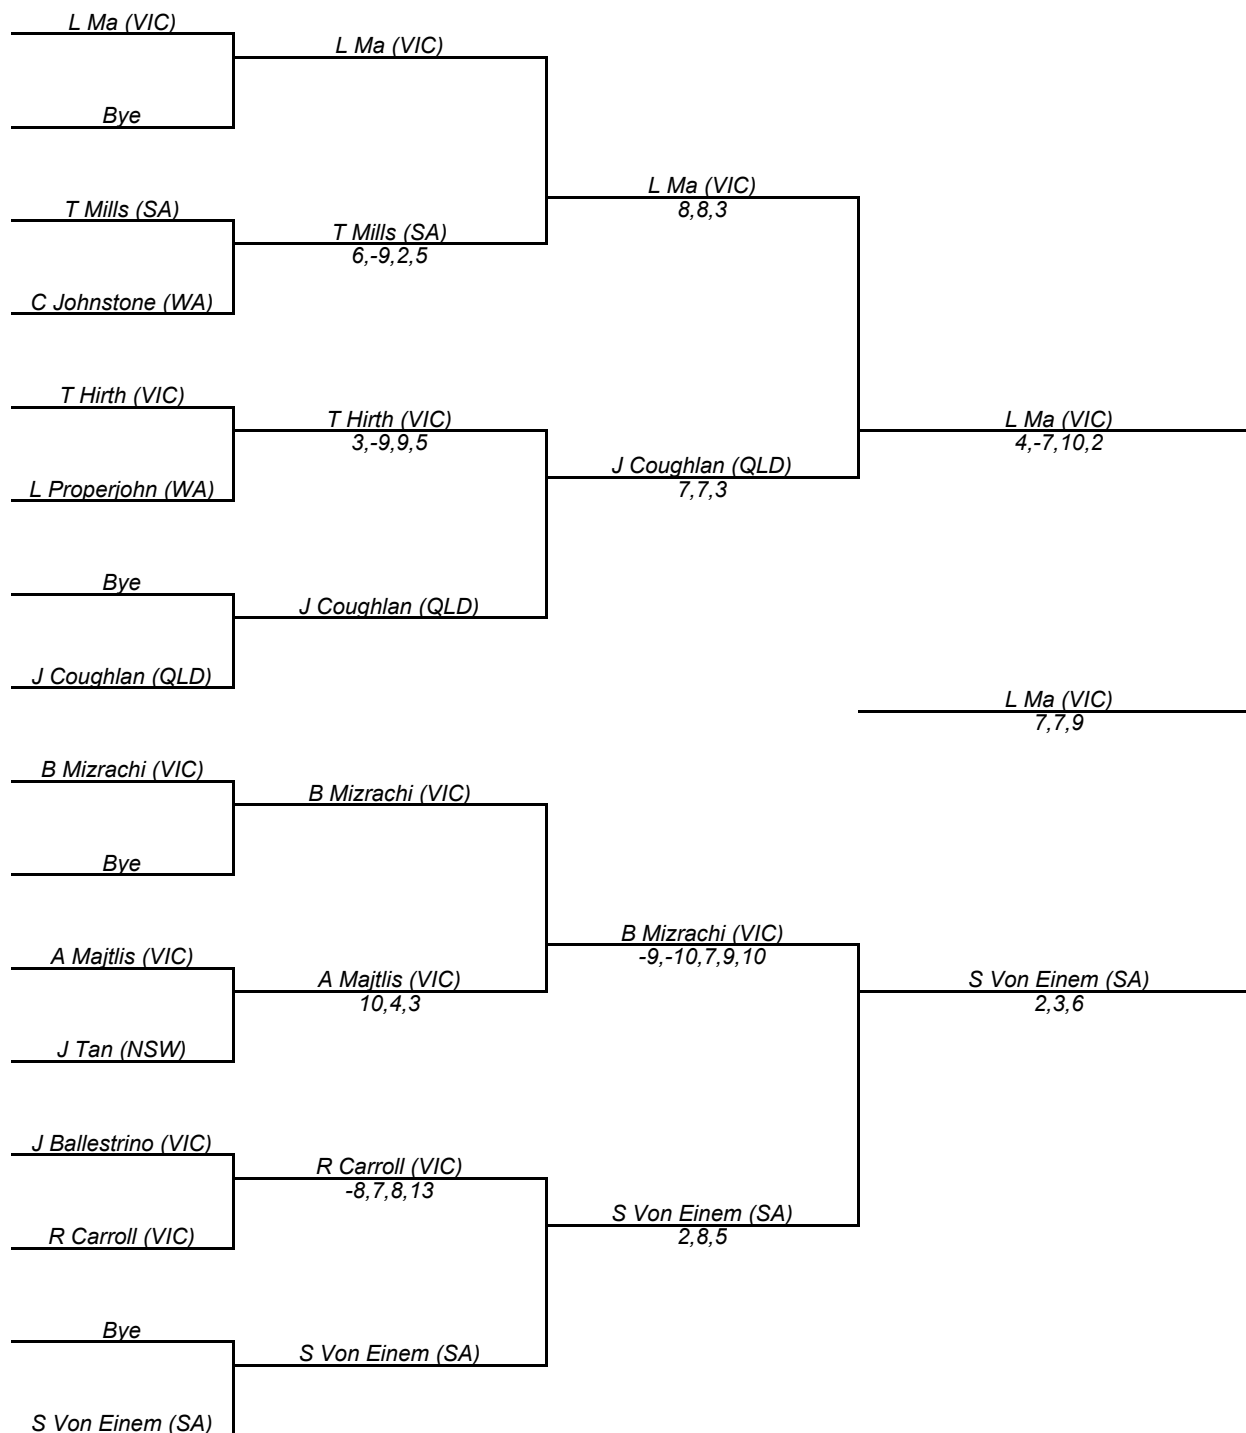 L Ma (VIC)
L Ma (VIC)
Bye
L Ma (VIC)
8,8,3
T Mills (SA)
T Mills (SA)
6,-9,2,5
C Johnstone (WA)
T Hirth (VIC)
T Hirth (VIC)
3,-9,9,5
L Ma (VIC)
4,-7,10,2
J Coughlan (QLD)
7,7,3
L Properjohn (WA)
Bye
J Coughlan (QLD)
J Coughlan (QLD)
L Ma (VIC)
7,7,9
B Mizrachi (VIC)
B Mizrachi (VIC)
Bye
B Mizrachi (VIC)
-9,-10,7,9,10
A Majtlis (VIC)
A Majtlis (VIC)
10,4,3
S Von Einem (SA)
2,3,6
J Tan (NSW)
J Ballestrino (VIC)
R Carroll (VIC)
-8,7,8,13
S Von Einem (SA)
2,8,5
R Carroll (VIC)
Bye
S Von Einem (SA)
S Von Einem (SA)